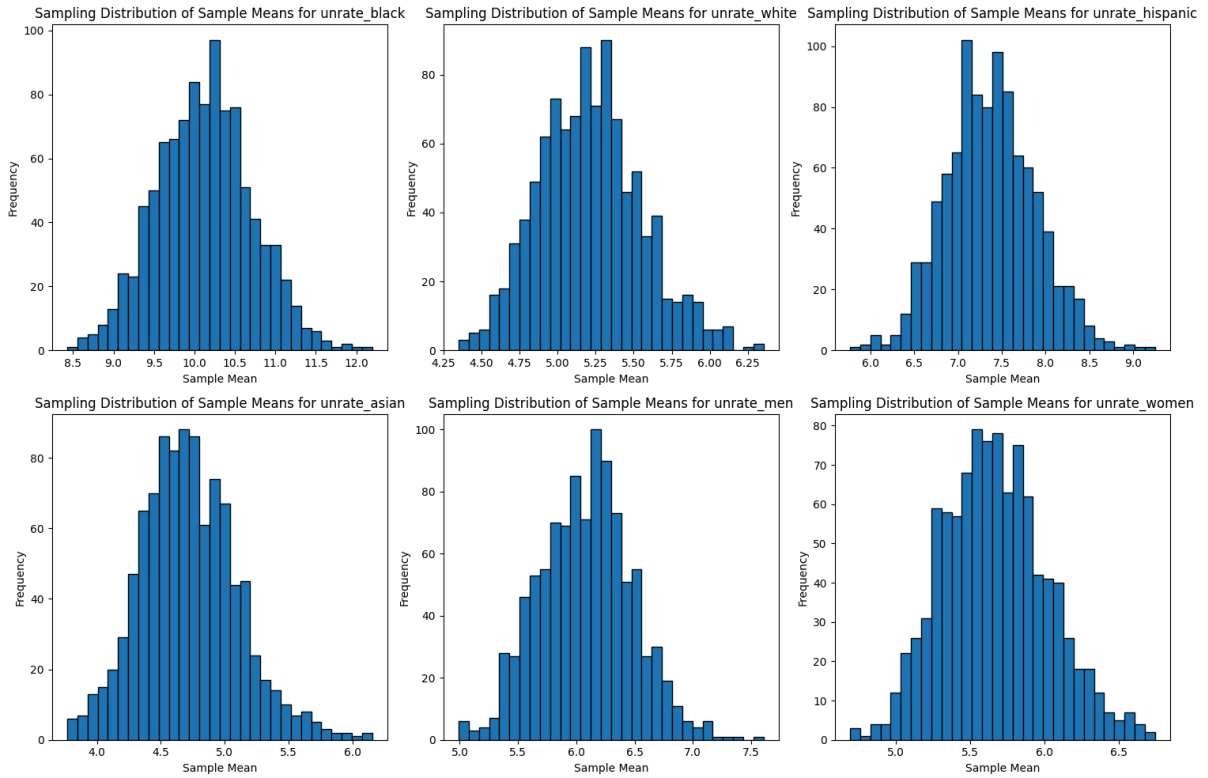 Sampling Distribution of Sample Means for unrate_black
100
80
60
40
20
0
Frequency
8.5 9.0 9.5 10.0 10.5 11.0 11.5 12.0
Sample Mean
Sampling Distribution of Sample Means for unrate_white
80
60
40
20
0
Frequency
4.25 4.50 4.75 5.00 5.25 5.50 5.75 6.00 6.25
Sample Mean
Sampling Distribution of Sample Means for unrate_hispanic
100
80
60
40
20
0
Frequency
6.0 6.5 7.0 7.5 8.0 8.5 9.0
Sample Mean
Sampling Distribution of Sample Means for unrate_asian
80
60
40
20
0
Frequency
4.0 4.5 5.0 5.5 6.0
Sample Mean
Sampling Distribution of Sample Means for unrate_men
100
80
60
40
20
0
Frequency
5.0 5.5 6.0 6.5 7.0 7.5
Sample Mean
Sampling Distribution of Sample Means for unrate_women
80
70
60
50
40
30
20
10
0
Frequency
5.0 5.5 6.0 6.5
Sample Mean